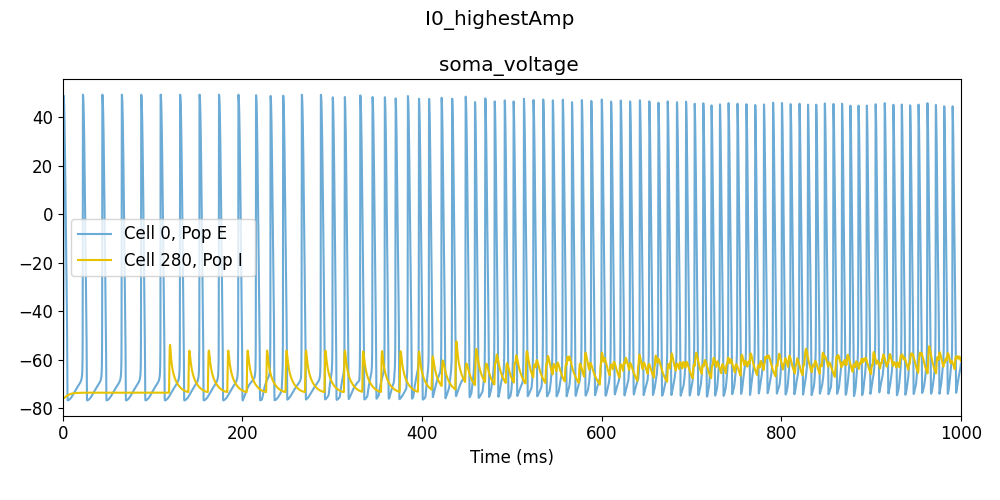 I0_highestAmp
soma_voltage
40
20
0
−20
−40
−60
−80
Cell 0, Pop E
Cell 280, Pop I
0 200 400 600 800 1000
Time (ms)